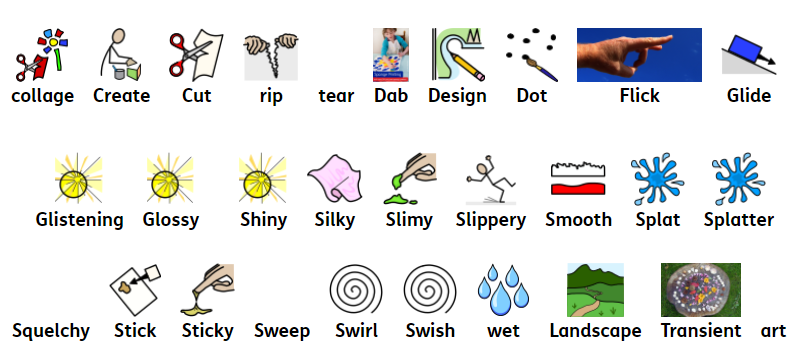 collage Create Cut rip tear Dab Design Dot Flick Glide
Glistening Glossy Shiny Silky Slimy Slippery Smooth Splat Splatter
Squelchy Stick Sticky Sweep Swirl Swish wet Landscape Transient art